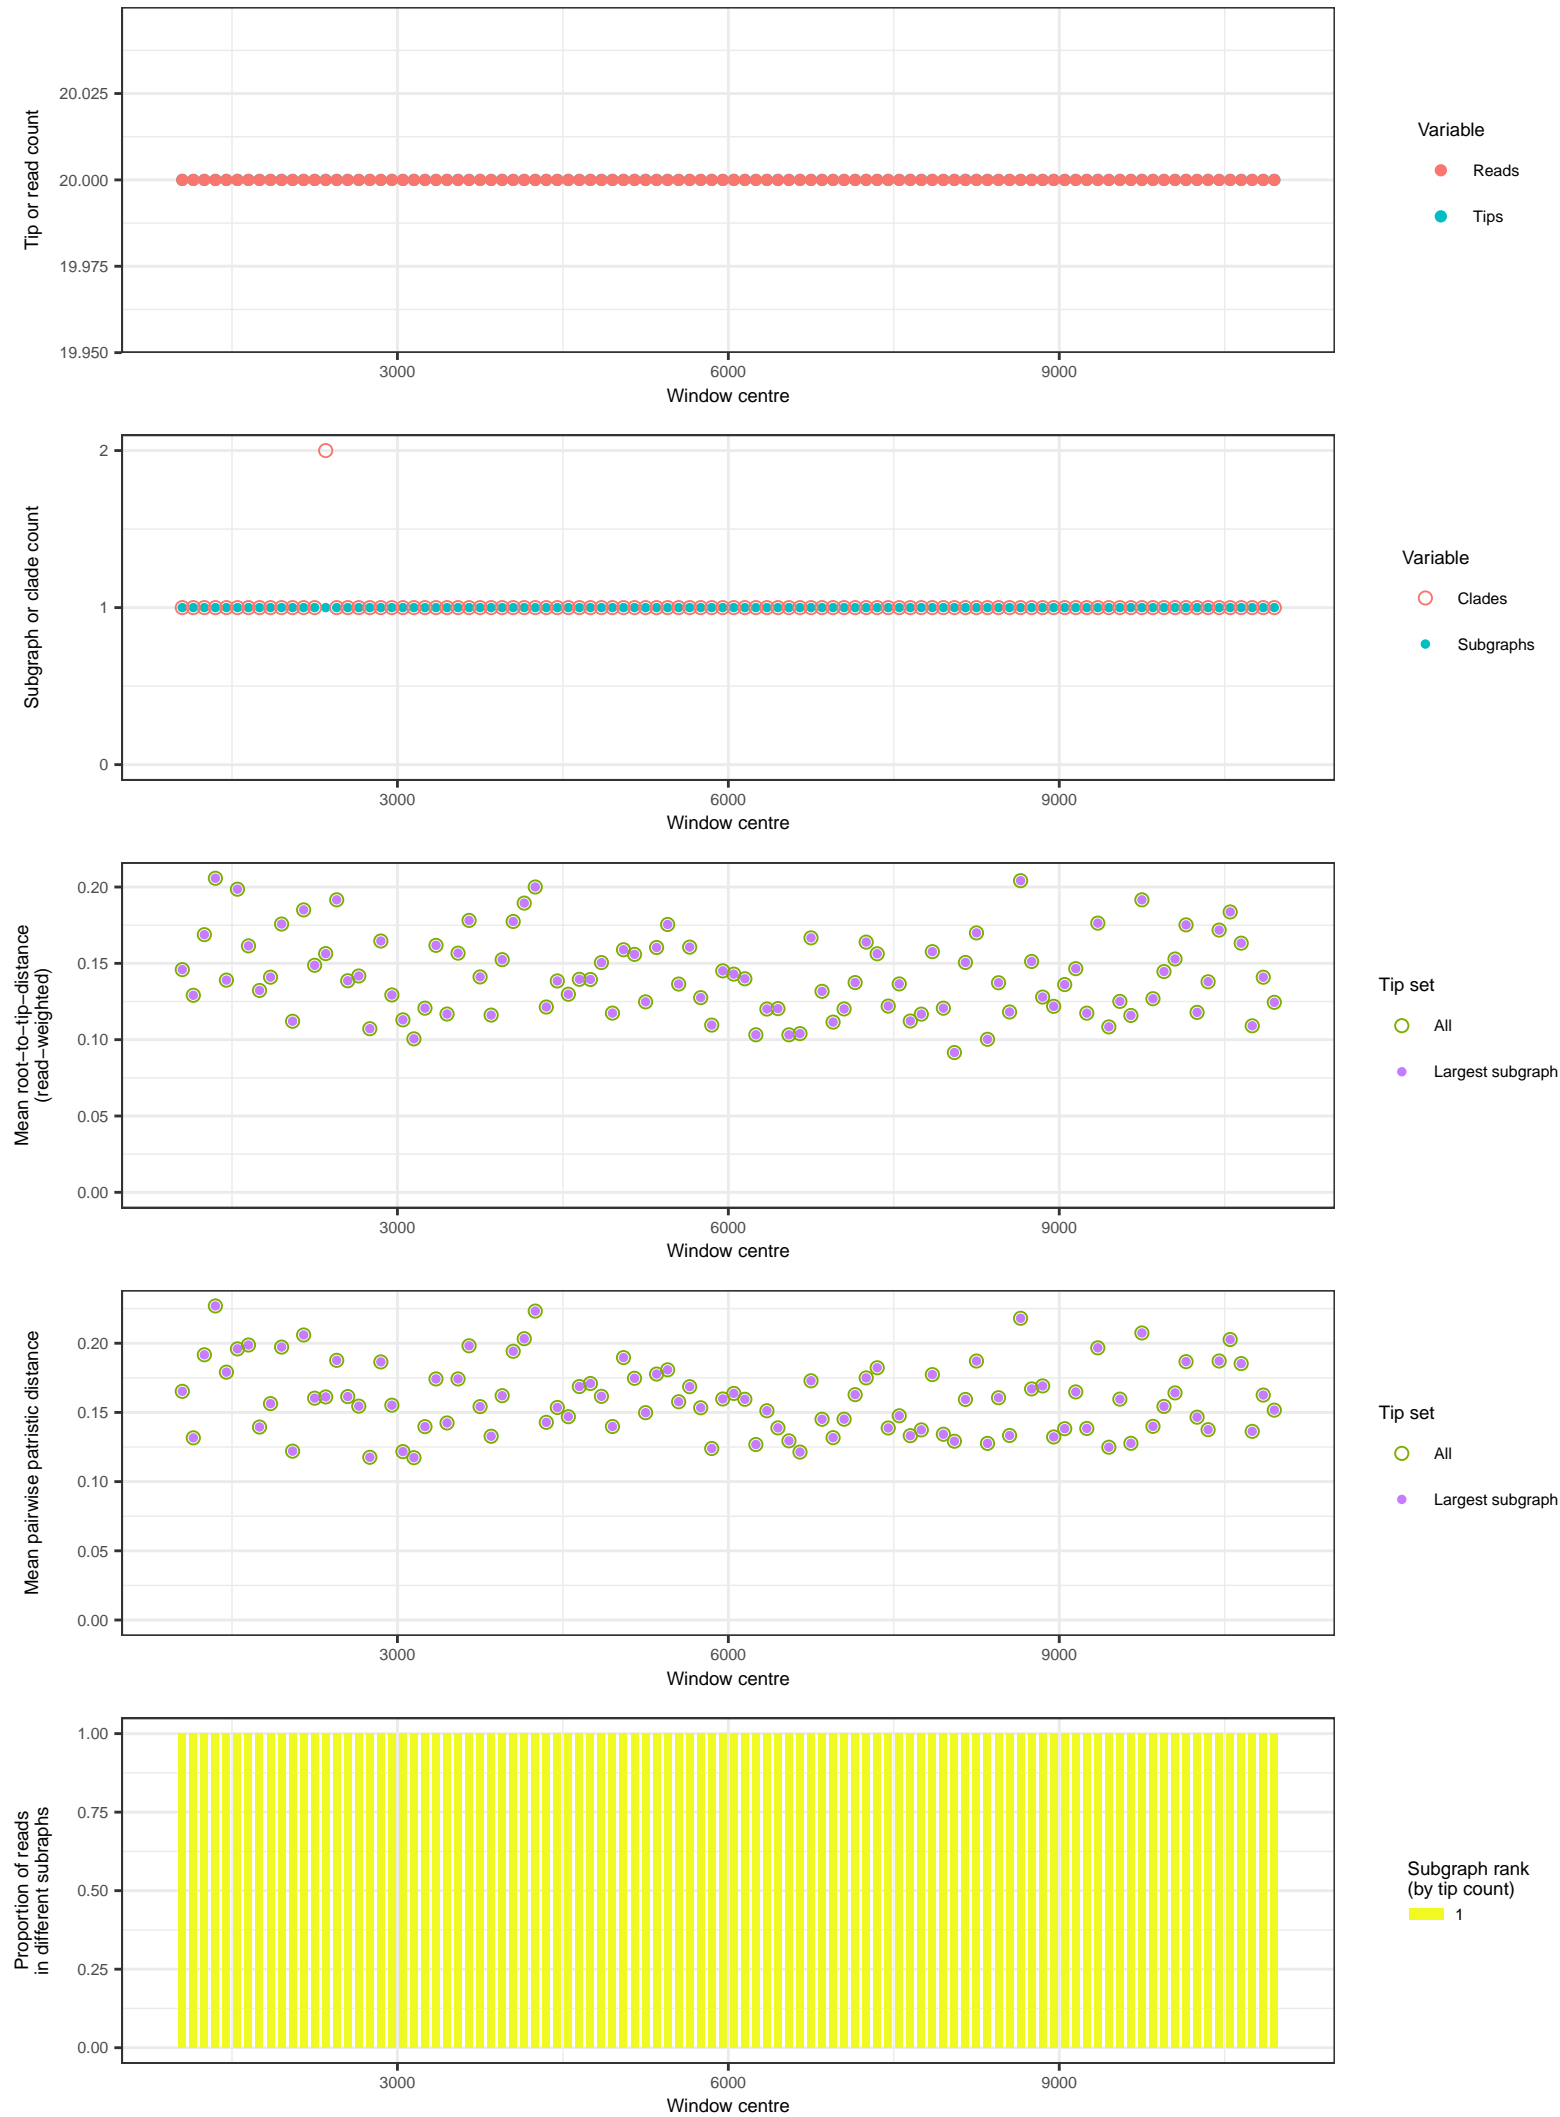 20.025
20.000
19.975
19.950
Tip or read count
3000 6000 9000
Window centre
Variable
Reads
Tips
2
1
0
Subgraph or clade count
3000 6000 9000
Window centre
Variable
Clades
Subgraphs
0.20
0.15
0.10
0.05
0.00
Mean root−to−tip−distance
(read−weighted)
3000 6000 9000
Window centre
Tip set
All
Largest subgraph
0.20
0.15
0.10
0.05
0.00
Mean pairwise patristic distance
3000 6000 9000
Window centre
Tip set
All
Largest subgraph
1.00
0.75
0.50
0.25
0.00
Proportion of reads
in different subraphs
3000 6000 9000
Window centre
Subgraph rank
(by tip count)
1